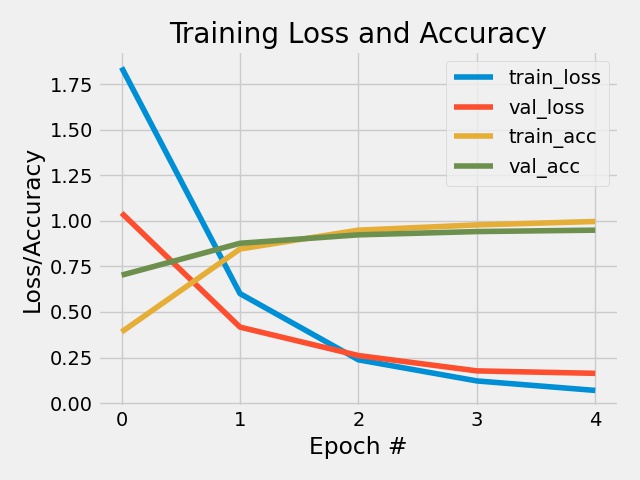 Training Loss and Accuracy
train_loss
val_loss
train_acc
val_acc
Loss/Accuracy
1.75
1.50
1.25
1.00
0.75
0.50
0.25
0.00
0 1 2 3 4
Epoch #